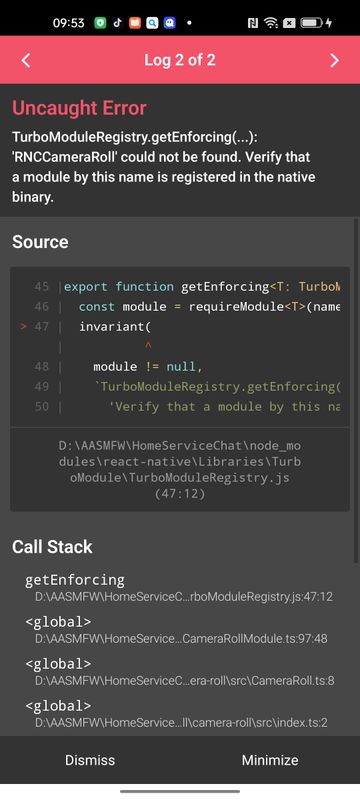 09:53
Log 2 of 2
Uncaught Error
TurboModuleRegistry.getEnforcing(...):
'RNCCameraRoll' could not be found. Verify that
a module by this name is registered in the native
binary.
Source
45 |export function getEnforcing<T: TurboM
46 |  const module = requireModule<T>(name
> 47 |  invariant(
|           ^
48 |    module != null,
49 |    `TurboModuleRegistry.getEnforcing(
50 |      'Verify that a module by this na
D:\AASMFW\HomeServiceChat\node_mo
dules\react-native\Libraries\Turb
oModule\TurboModuleRegistry.js
(47:12)
Call Stack
getEnforcing
D:\AASMFW\HomeServiceC...rboModuleRegistry.js:47:12
<global>
D:\AASMFW\HomeService...CameraRollModule.ts:97:48
<global>
D:\AASMFW\HomeServiceC...era-roll\src\CameraRoll.ts:8
<global>
D:\AASMFW\HomeService...ll\camera-roll\src\index.ts:2
Dismiss
Minimize